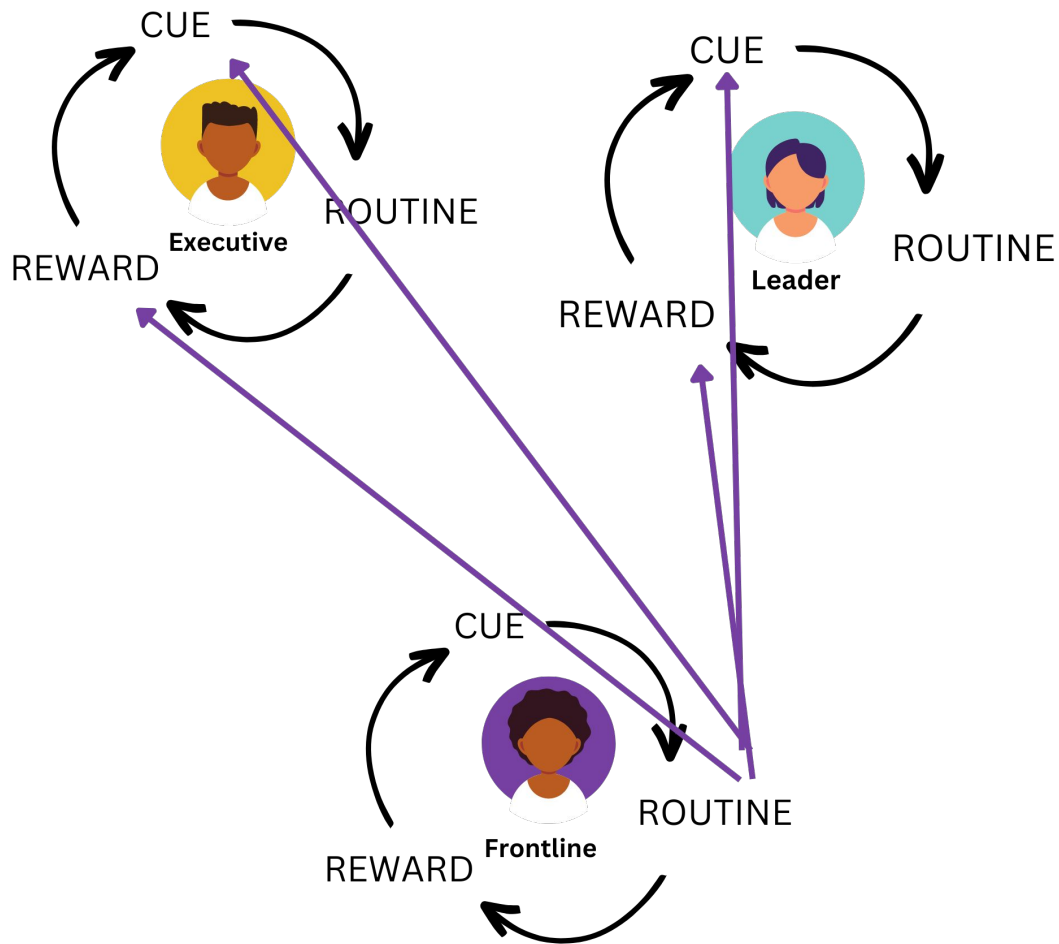 CUE
ROUTINE
Executive
REWARD
CUE
ROUTINE
Leader
REWARD
CUE
ROUTINE
Frontline
REWARD